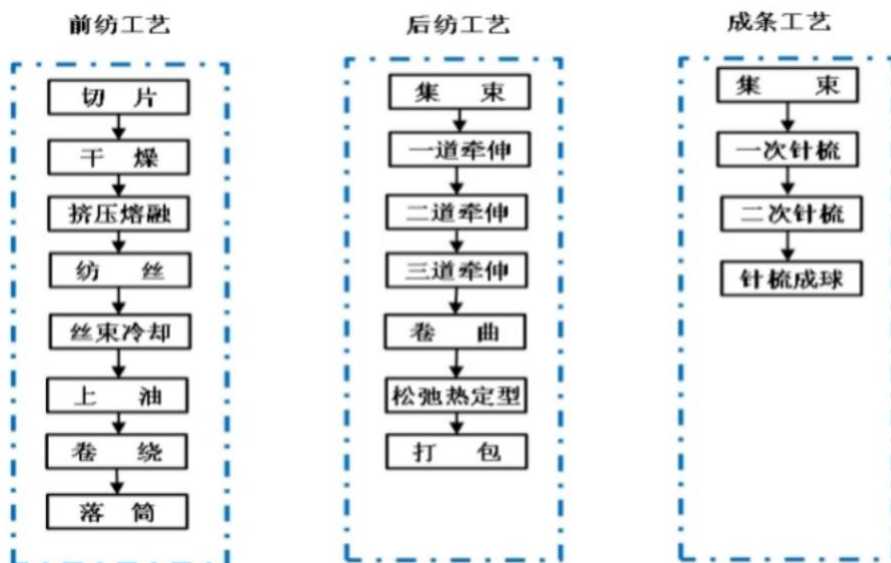 前纺工艺
切 片
干 燥
挤压熔融
纺 丝
丝束冷却
上 油
卷 绕
落 筒
后纺工艺
集 束
一道牵伸
二道牵伸
三道牵伸
卷 曲
松弛热定型
打 包
成条工艺
集 束
一次针梳
二次针梳
针梳成球